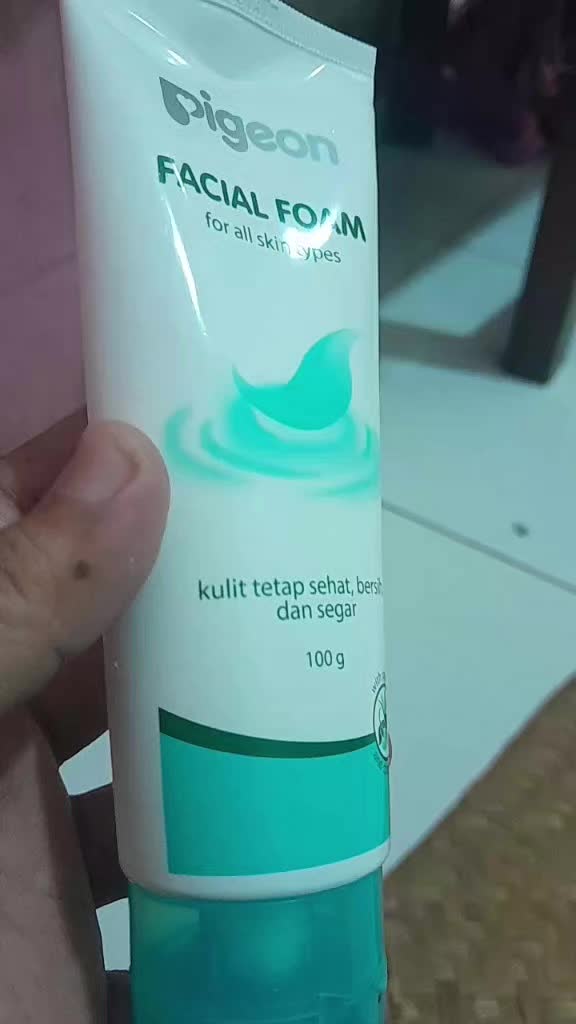 Pigeon
FACIAL FOAM
for all skin types
kulit tetap sehat, bersih
dan segar
100 g